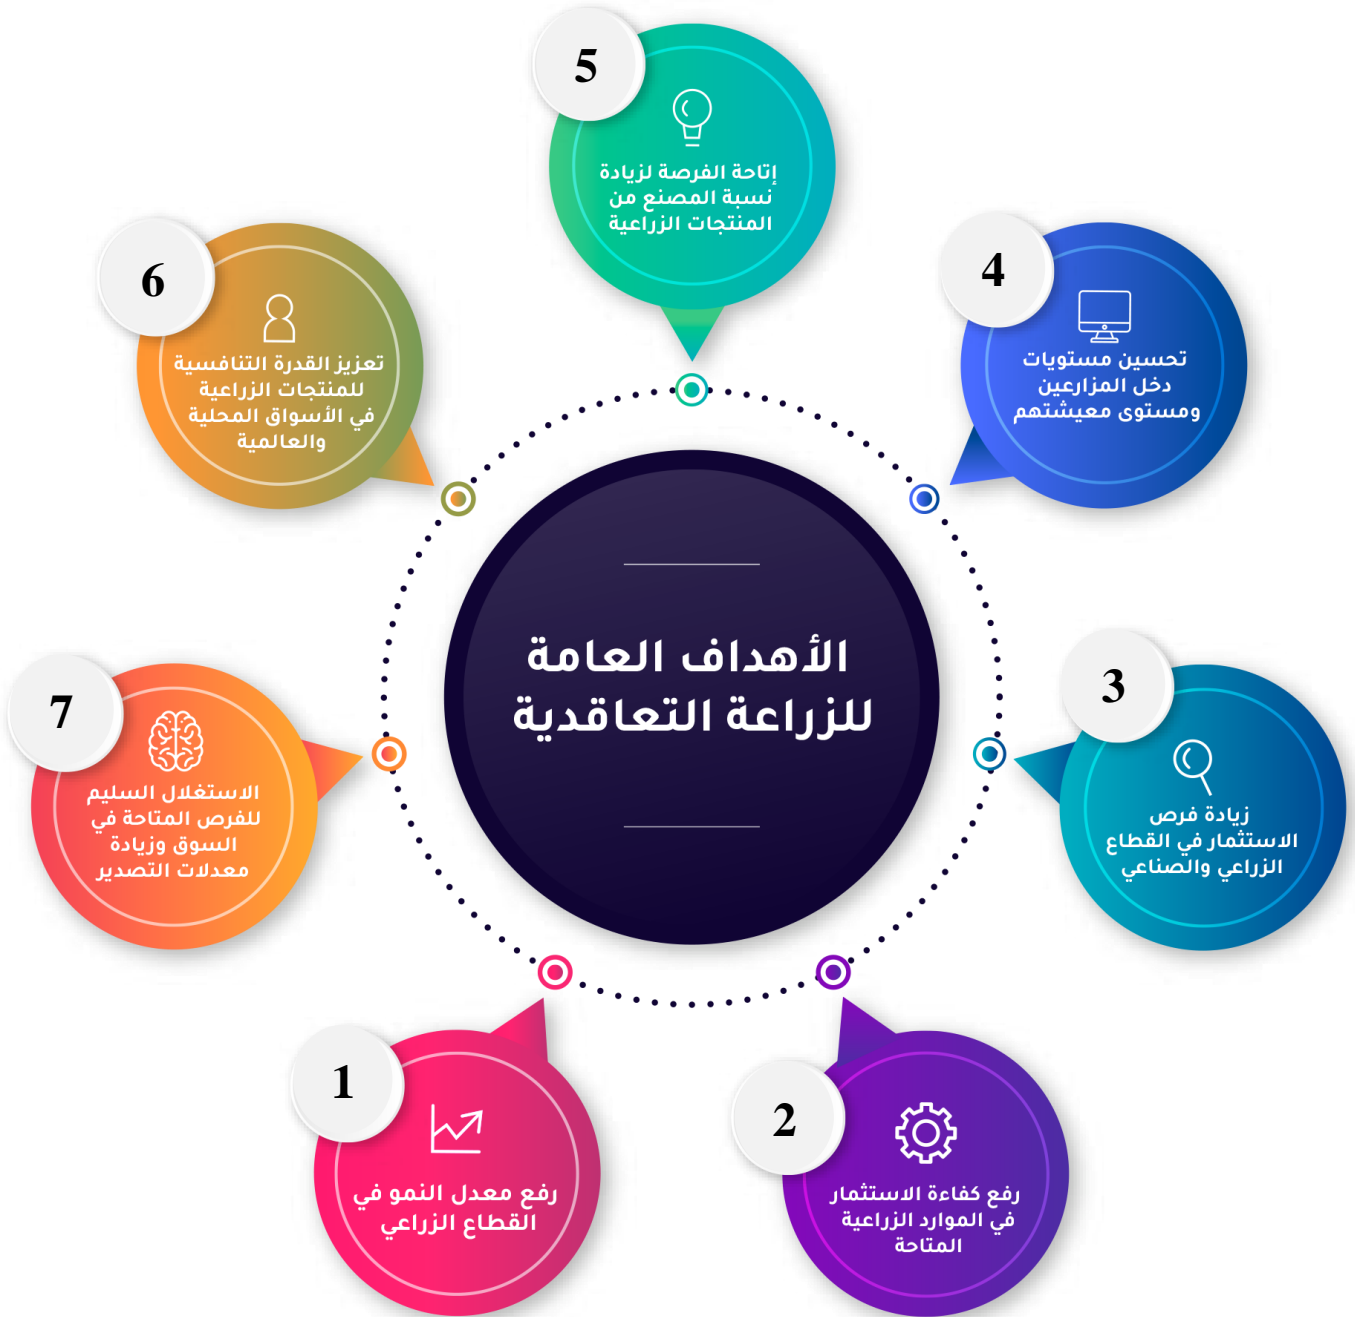 الأهداف العامة
للزراعة التعاقدية
1
رفع معدل النمو في
القطاع الزراعي
2
رفع كفاءة الاستثمار
في الموارد الزراعية
المتاحة
3
زيادة فرص
الاستثمار في القطاع
الزراعي والصناعي
4
تحسين مستويات
دخل المزارعين
ومستوى معيشتهم
5
إتاحة الفرصة لزيادة
نسبة المصنع من
المنتجات الزراعية
6
تعزيز القدرة التنافسية
للمنتجات الزراعية
في الأسواق المحلية
والعالمية
7
الاستغلال السليم
للفرص المتاحة في
السوق وزيادة
معدلات التصدير